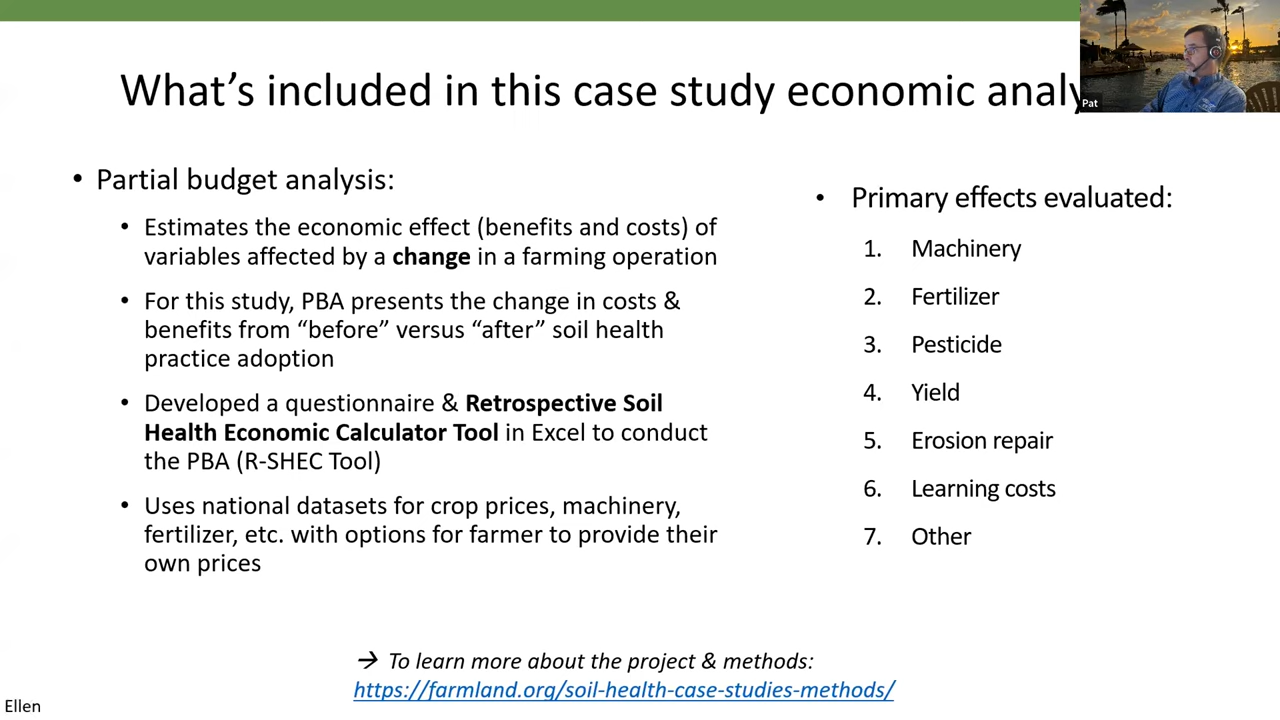 What's included in this case study economic analy
Pat
• Partial budget analysis:
• Estimates the economic effect (benefits and costs) of
variables affected by a change in a farming operation
• For this study, PBA presents the change in costs &
benefits from “before” versus “after” soil health
practice adoption
• Developed a questionnaire & Retrospective Soil
Health Economic Calculator Tool in Excel to conduct
the PBA (R-SHEC Tool)
• Uses national datasets for crop prices, machinery,
fertilizer, etc. with options for farmer to provide their
own prices
• Primary effects evaluated:
1. Machinery
2. Fertilizer
3. Pesticide
4. Yield
5. Erosion repair
6. Learning costs
7. Other
→ To learn more about the project & methods:
https://farmland.org/soil-health-case-studies-methods/
Ellen